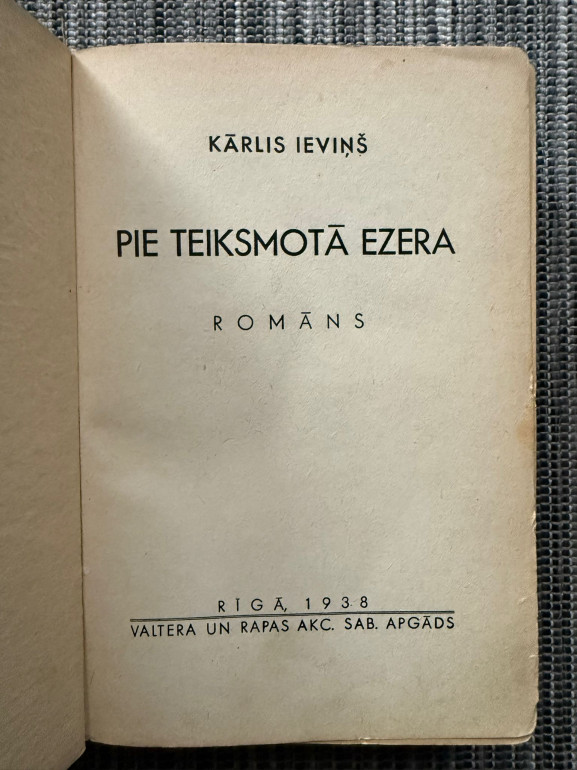 KĀRLIS IEVIŅŠ
PIE TEIKSMOTĀ EZERA
ROMĀNS
RĪGĀ, 1938
VALTERA UN RAPAS AKC. SAB. APGĀDS